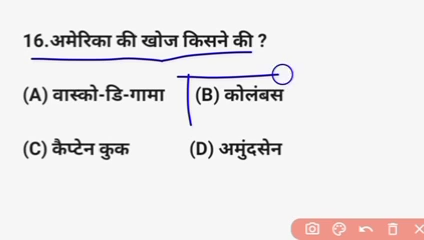 16.अमेरिका की खोज किसने की ?
(A) वास्को-डि-गामा (B) कोलंबस
(C) कैप्टेन कुक (D) अमुंदसेन